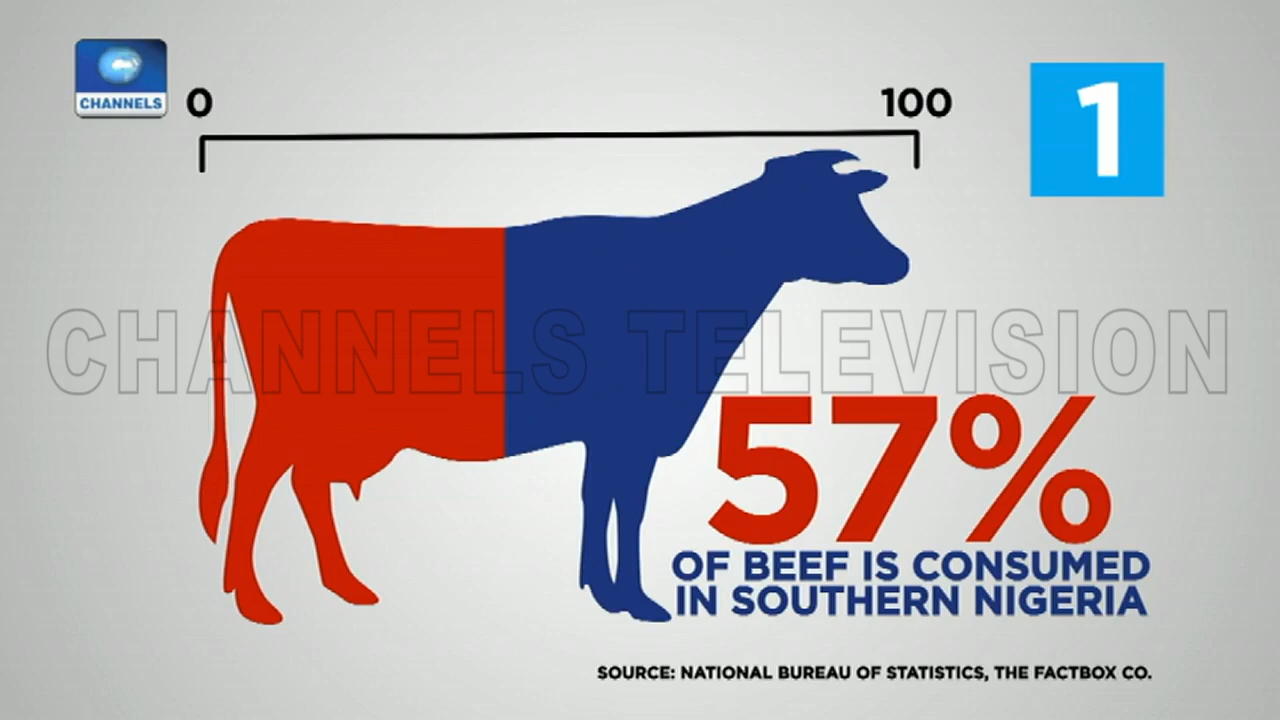 CHANNELS
0
100
1
CHANNELS TELEVISION
57%
OF BEEF IS CONSUMED
IN SOUTHERN NIGERIA
SOURCE: NATIONAL BUREAU OF STATISTICS, THE FACTBOX CO.